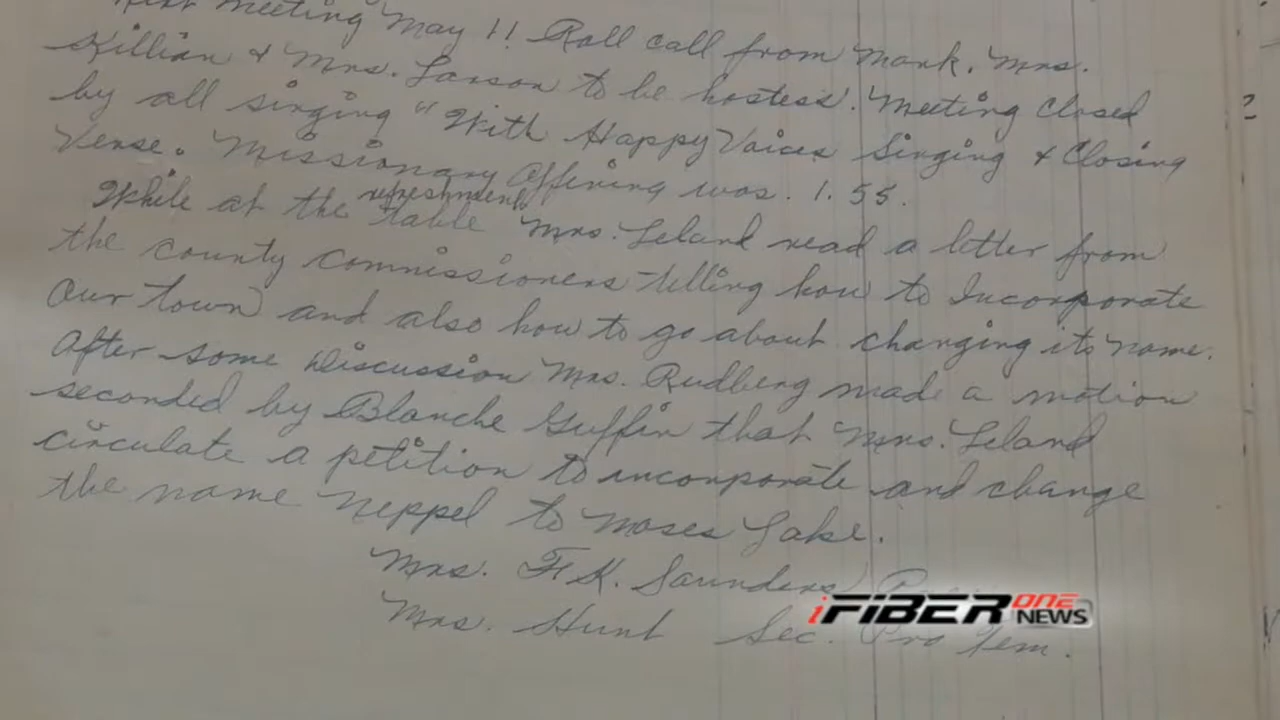 Next Meeting May 11 Roll call from Mark. Mrs.
Killian & Mrs. Larson to be hostess. Meeting Closed
by all singing "With Happy Voices Singing & Closing
Verse. Missionary Offering was. 1.55.
While at the refreshment table Mrs. Leland read a letter from
the county commissioners telling how to Incorporate
Our town and also how to go about changing its name.
After some Discussion Mrs. Rudberg made a motion
seconded by Blanche Guffin that Mrs. Leland
circulate a petition to incorporate and change
the name Neppel to Moses Lake.
Mrs. F.K. Saunders
Mrs. Hunt Sec. Pro Tem.
iFIBER ONE
NEWS